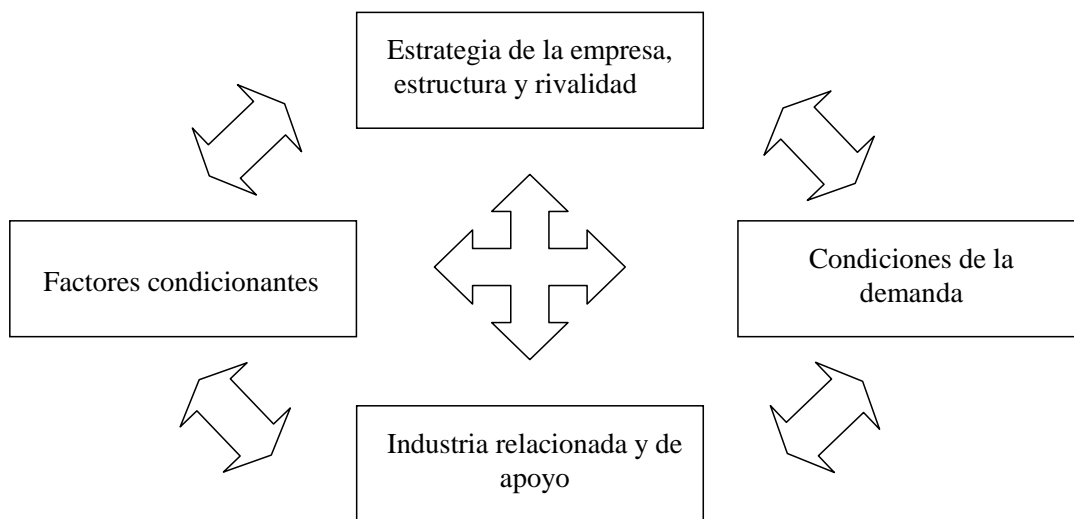 Estrategia de la empresa,
estructura y rivalidad
Factores condicionantes
Condiciones de la
demanda
Industria relacionada y de
apoyo